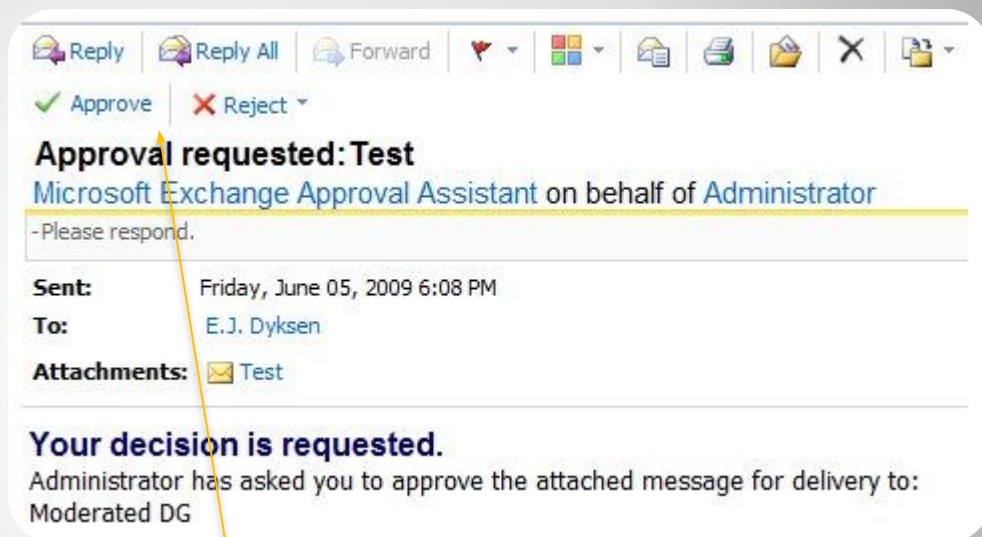 Reply Reply All Forward
Approve Reject
Approval requested: Test
Microsoft Exchange Approval Assistant on behalf of Administrator
-Please respond.
Sent: Friday, June 05, 2009 6:08 PM
To: E.J. Dyksen
Attachments: Test
Your decision is requested.
Administrator has asked you to approve the attached message for delivery to:
Moderated DG